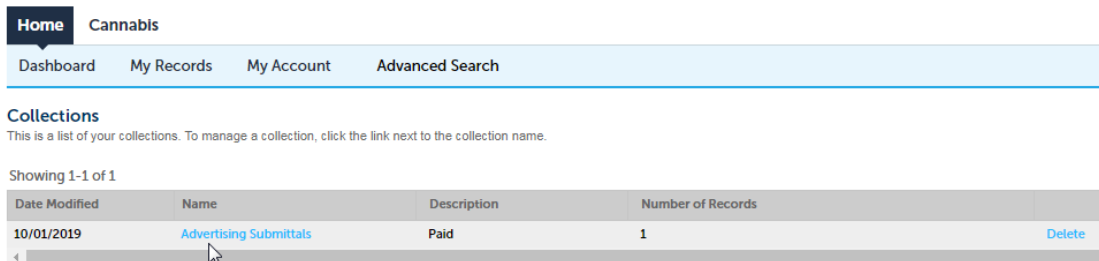 Home Cannabis
Dashboard My Records My Account Advanced Search
Collections
This is a list of your collections. To manage a collection, click the link next to the collection name.
Showing 1-1 of 1
Date Modified Name Description Number of Records
10/01/2019 Advertising Submittals Paid 1 Delete